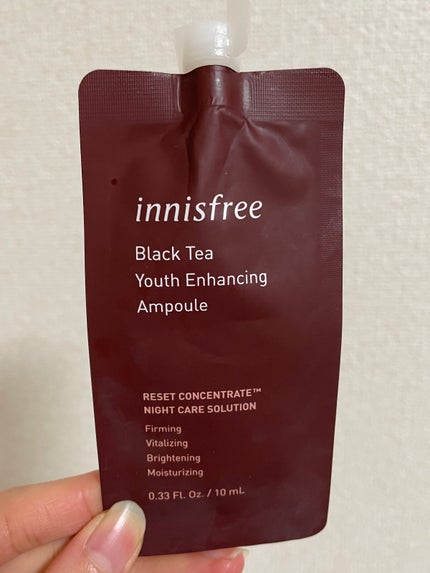 innisfree
Black Tea
Youth Enhancing
Ampoule
RESET CONCENTRATE™
NIGHT CARE SOLUTION
Firming
Vitalizing
Brightening
Moisturizing
0.33 Fl. Oz. / 10 mL